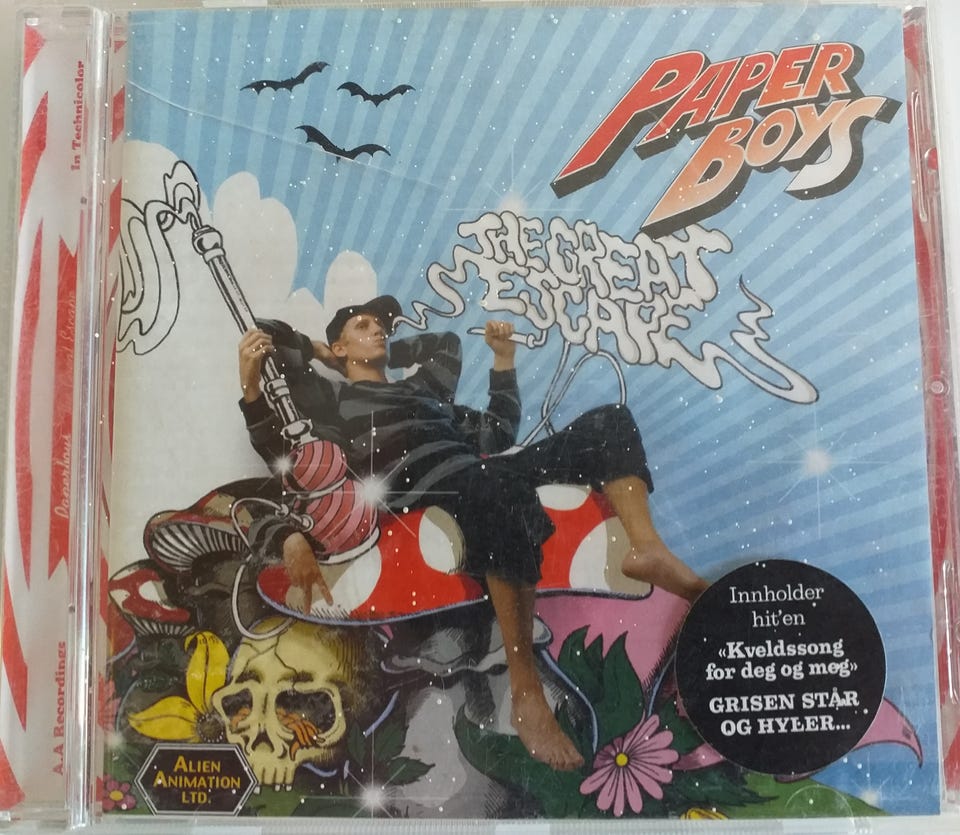 PAPER
BOYS
THE GREAT
ESCAPE
In Technicolor
Paperboys
A.A Recordings
Innholder
hit'en
«Kveldssong
for deg og meg»
GRISEN STÅR
OG HYLER...
ALIEN
ANIMATION
LTD.